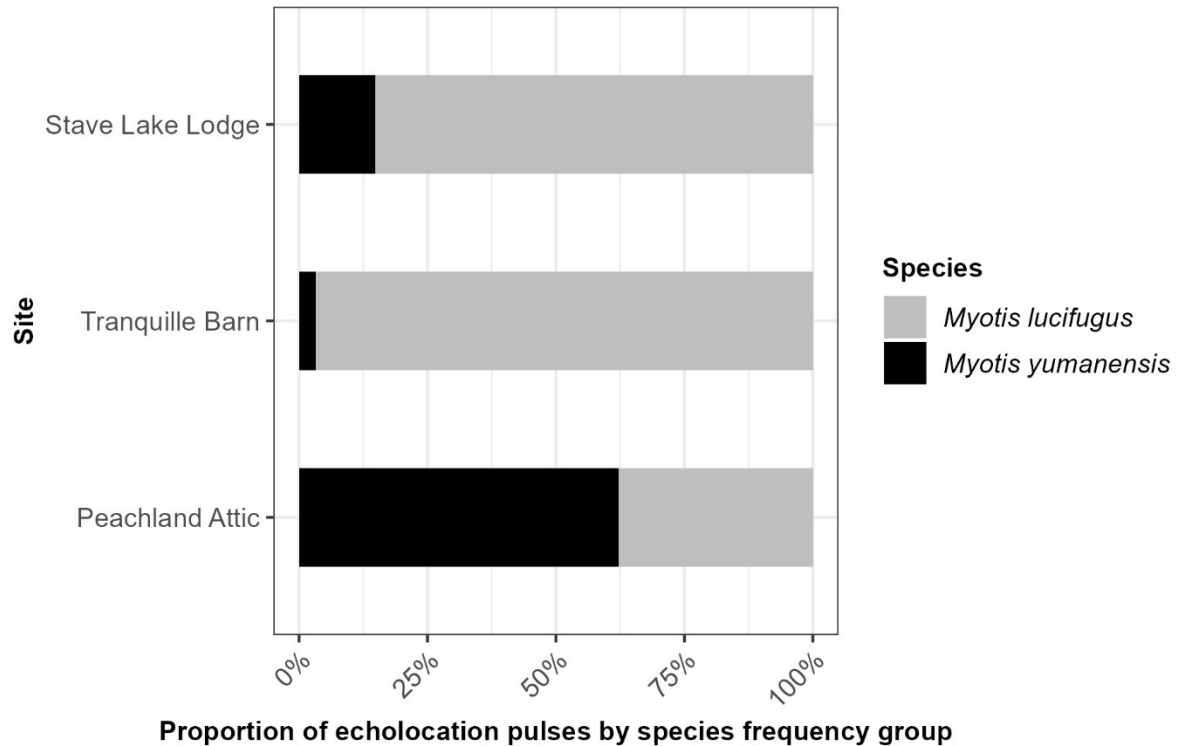 Site
Stave Lake Lodge
Tranquille Barn
Peachland Attic
0%
25%
50%
75%
100%
Proportion of echolocation pulses by species frequency group
Species
Myotis lucifugus
Myotis yumanensis